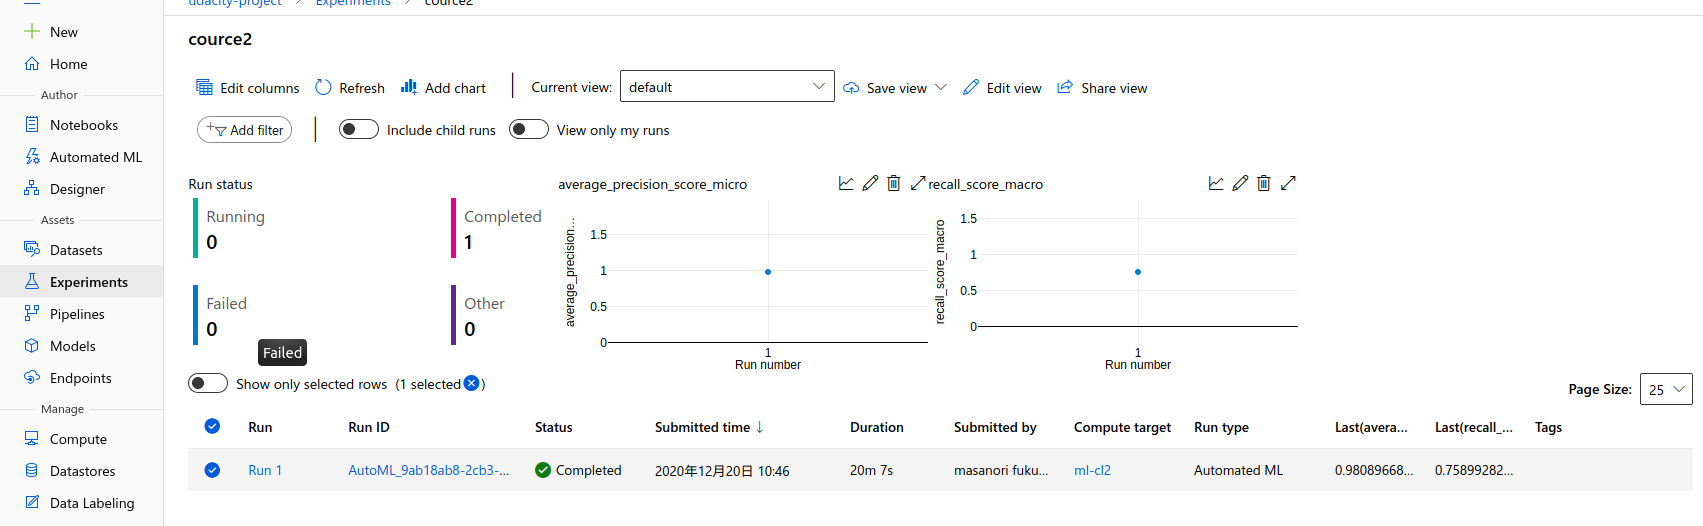 udacity-project > Experiments > cource2
New
Home
Author
Notebooks
Automated ML
Designer
Assets
Datasets
Experiments
Pipelines
Models
Endpoints
Manage
Compute
Datastores
Data Labeling
cource2
Edit columns Refresh Add chart Current view: default Save view Edit view Share view
Add filter Include child runs View only my runs
Run status
Running
0
Completed
1
Failed
0
Other
0
Failed
average_precision_score_micro
average_precision...
1.5
1
0.5
0
1
Run number
recall_score_macro
recall_score_macro
1.5
1
0.5
0
1
Run number
Show only selected rows (1 selected )
Page Size: 25
Run Run ID Status Submitted time ↓ Duration Submitted by Compute target Run type Last(avera... Last(recall_... Tags
Run 1 AutoML_9ab18ab8-2cb3-... Completed 2020年12月20日 10:46 20m 7s masanori fuku... ml-cl2 Automated ML 0.98089668... 0.75899282...